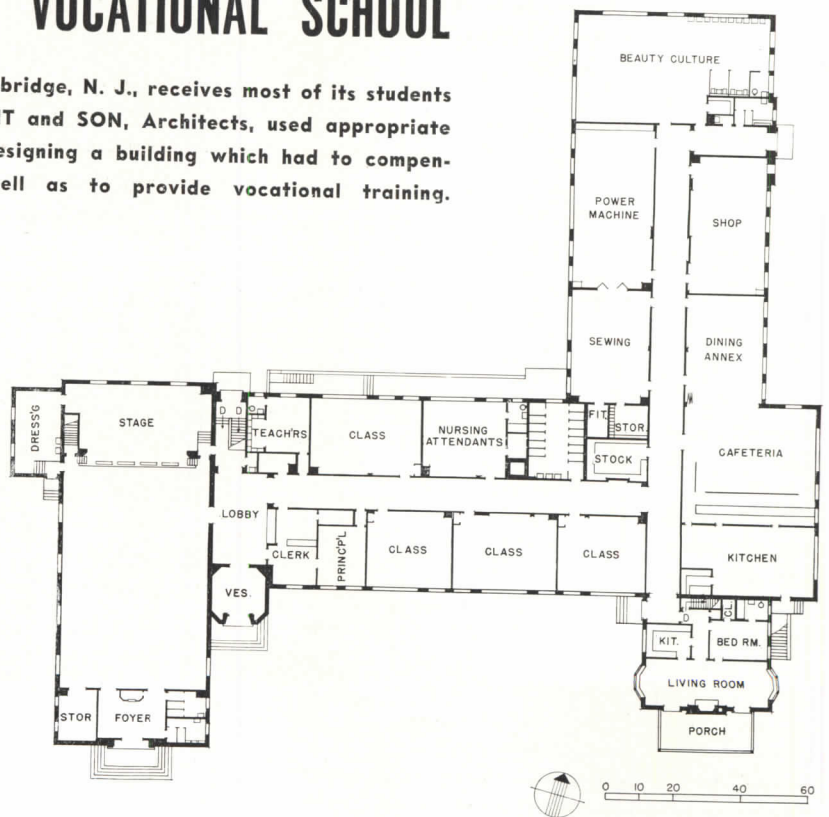 VOCATIONAL SCHOOL
bridge, N. J., receives most of its students
and SON, Architects, used appropriate
esigning a building which had to compen-
ell as to provide vocational training.
BEAUTY CULTURE
POWER
MACHINE
SHOP
SEWING
DINING
ANNEX
FIT.
STOR.
STOCK
CAFETERIA
KITCHEN
DRESS'G
STAGE
D D
TEACH'RS
CLASS
NURSING
ATTENDANTS
LOBBY
CLERK
PRINC'P'L
CLASS
CLASS
CLASS
VES.
D
CL
KIT.
BED RM.
LIVING ROOM
PORCH
STOR
FOYER
0 10 20 40 60